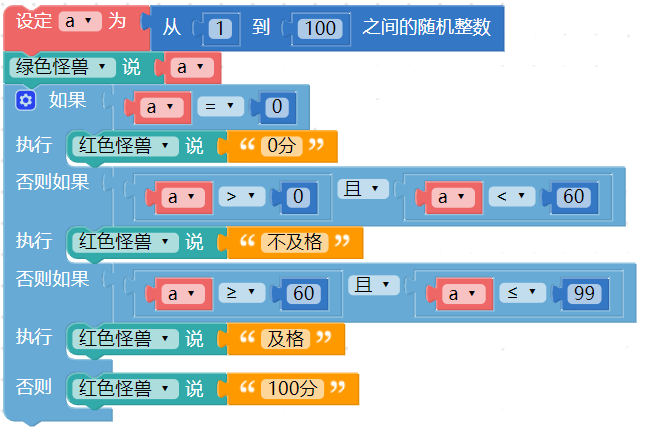 设定 a 为 从 1 到 100 之间的随机整数
绿色怪兽 说 a
如果 a = 0
执行 红色怪兽 说 “ 0分 ”
否则如果 a > 0 且 a < 60
执行 红色怪兽 说 “ 不及格 ”
否则如果 a ≥ 60 且 a ≤ 99
执行 红色怪兽 说 “ 及格 ”
否则 红色怪兽 说 “ 100分 ”